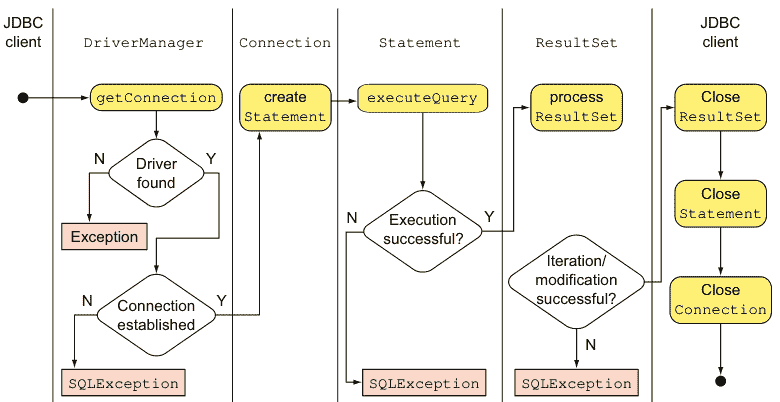 JDBC
client
DriverManager
Connection
Statement
ResultSet
JDBC
client
getConnection
create
Statement
executeQuery
process
ResultSet
Close
ResultSet
N
Driver
found
Y
Exception
N
Execution
successful?
Y
Close
Statement
Iteration/
modification
successful?
N
Connection
established
Y
Close
Connection
N
SQLException
SQLException
SQLException